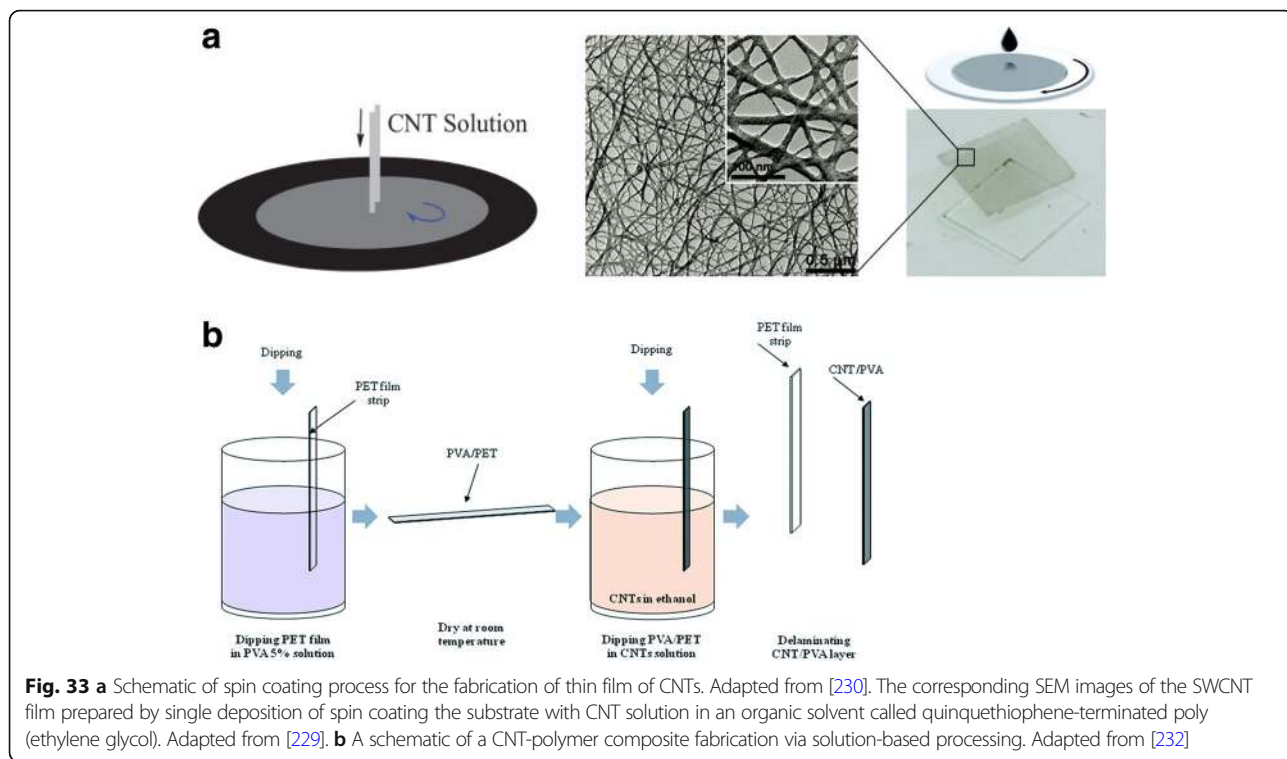 a
CNT Solution
100 nm
0.5 µm
b
Dipping
PET film
strip
Dipping
PET film
strip
CNT/PVA
PVA/PET
CNTs in ethanol
Dipping PET film
in PVA 5% solution
Dry at room
temperature
Dipping PVA/PET
in CNTs solution
Delaminating
CNT/PVA layer
Fig. 33 a Schematic of spin coating process for the fabrication of thin film of CNTs. Adapted from [230]. The corresponding SEM images of the SWCNT
film prepared by single deposition of spin coating the substrate with CNT solution in an organic solvent called quinquethiophene-terminated poly
(ethylene glycol). Adapted from [229]. b A schematic of a CNT-polymer composite fabrication via solution-based processing. Adapted from [232]